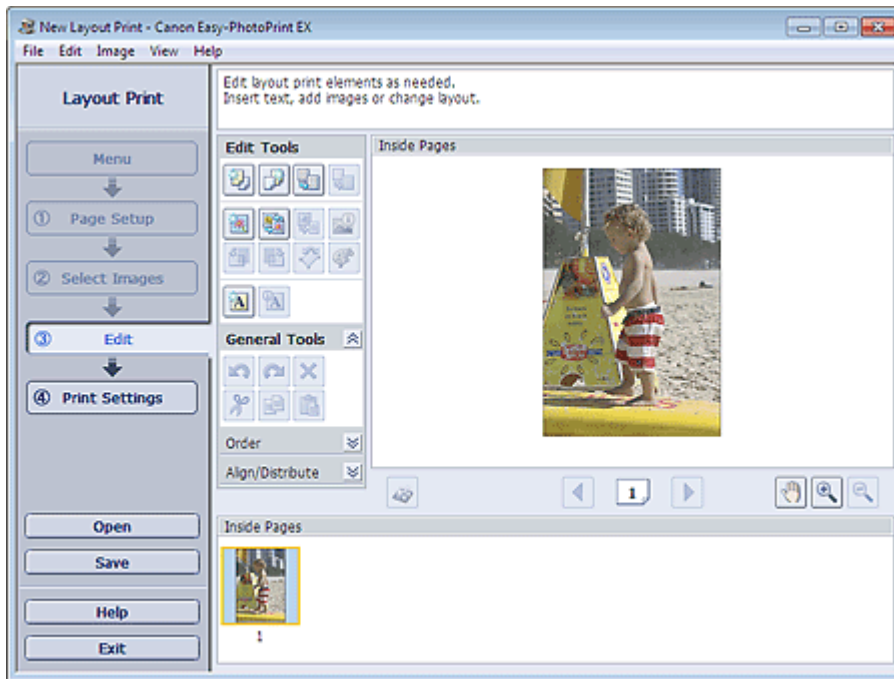 New Layout Print - Canon Easy-PhotoPrint EX
File Edit Image View Help
Layout Print
Menu
① Page Setup
② Select Images
③ Edit
④ Print Settings
Open
Save
Help
Exit
Edit layout print elements as needed.
Insert text, add images or change layout.
Edit Tools
A A
General Tools
Order
Align/Distribute
Inside Pages
1
Inside Pages
1